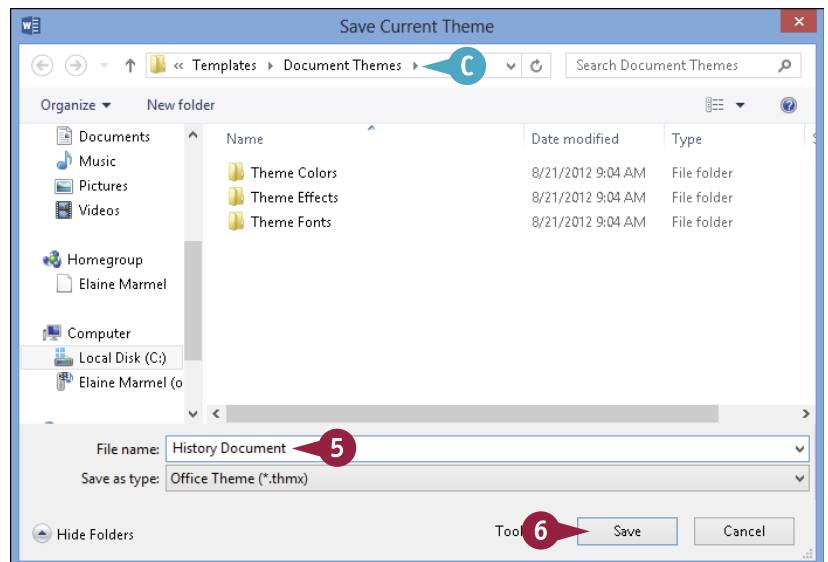 Save Current Theme
« Templates Document Themes C Search Document Themes
Organize New folder
Name Date modified Type
Documents
Music
Pictures
Videos
Theme Colors 8/21/2012 9:04 AM File folder
Theme Effects 8/21/2012 9:04 AM File folder
Theme Fonts 8/21/2012 9:04 AM File folder
Homegroup
Elaine Marmel
Computer
Local Disk (C:)
Elaine Marmel (o
File name: History Document 5
Save as type: Office Theme (*.thmx)
Hide Folders Tool 6 Save Cancel